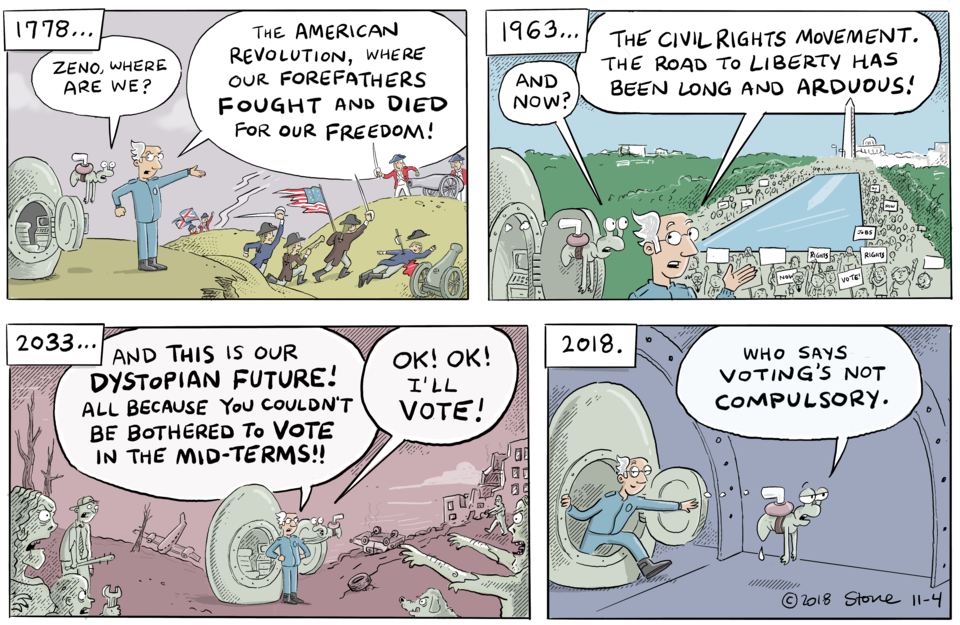 1778...
ZENO, WHERE
ARE WE?
THE AMERICAN
REVOLUTION, WHERE
OUR FOREFATHERS
FOUGHT AND DIED
FOR OUR FREEDOM!
1963...
AND
NOW?
THE CIVIL RIGHTS MOVEMENT.
THE ROAD TO LIBERTY HAS
BEEN LONG AND ARDUOUS!
NOW
JOBS
RIGHTS
RIGHTS
NOW
VOTE!
2033...
AND THIS IS OUR
DYSTOPIAN FUTURE!
ALL BECAUSE YOU COULDN'T
BE BOTHERED TO VOTE
IN THE MID-TERMS!!
OK! OK!
I'LL
VOTE!
2018.
WHO SAYS
VOTING'S NOT
COMPULSORY.
©2018 Stone 11-4